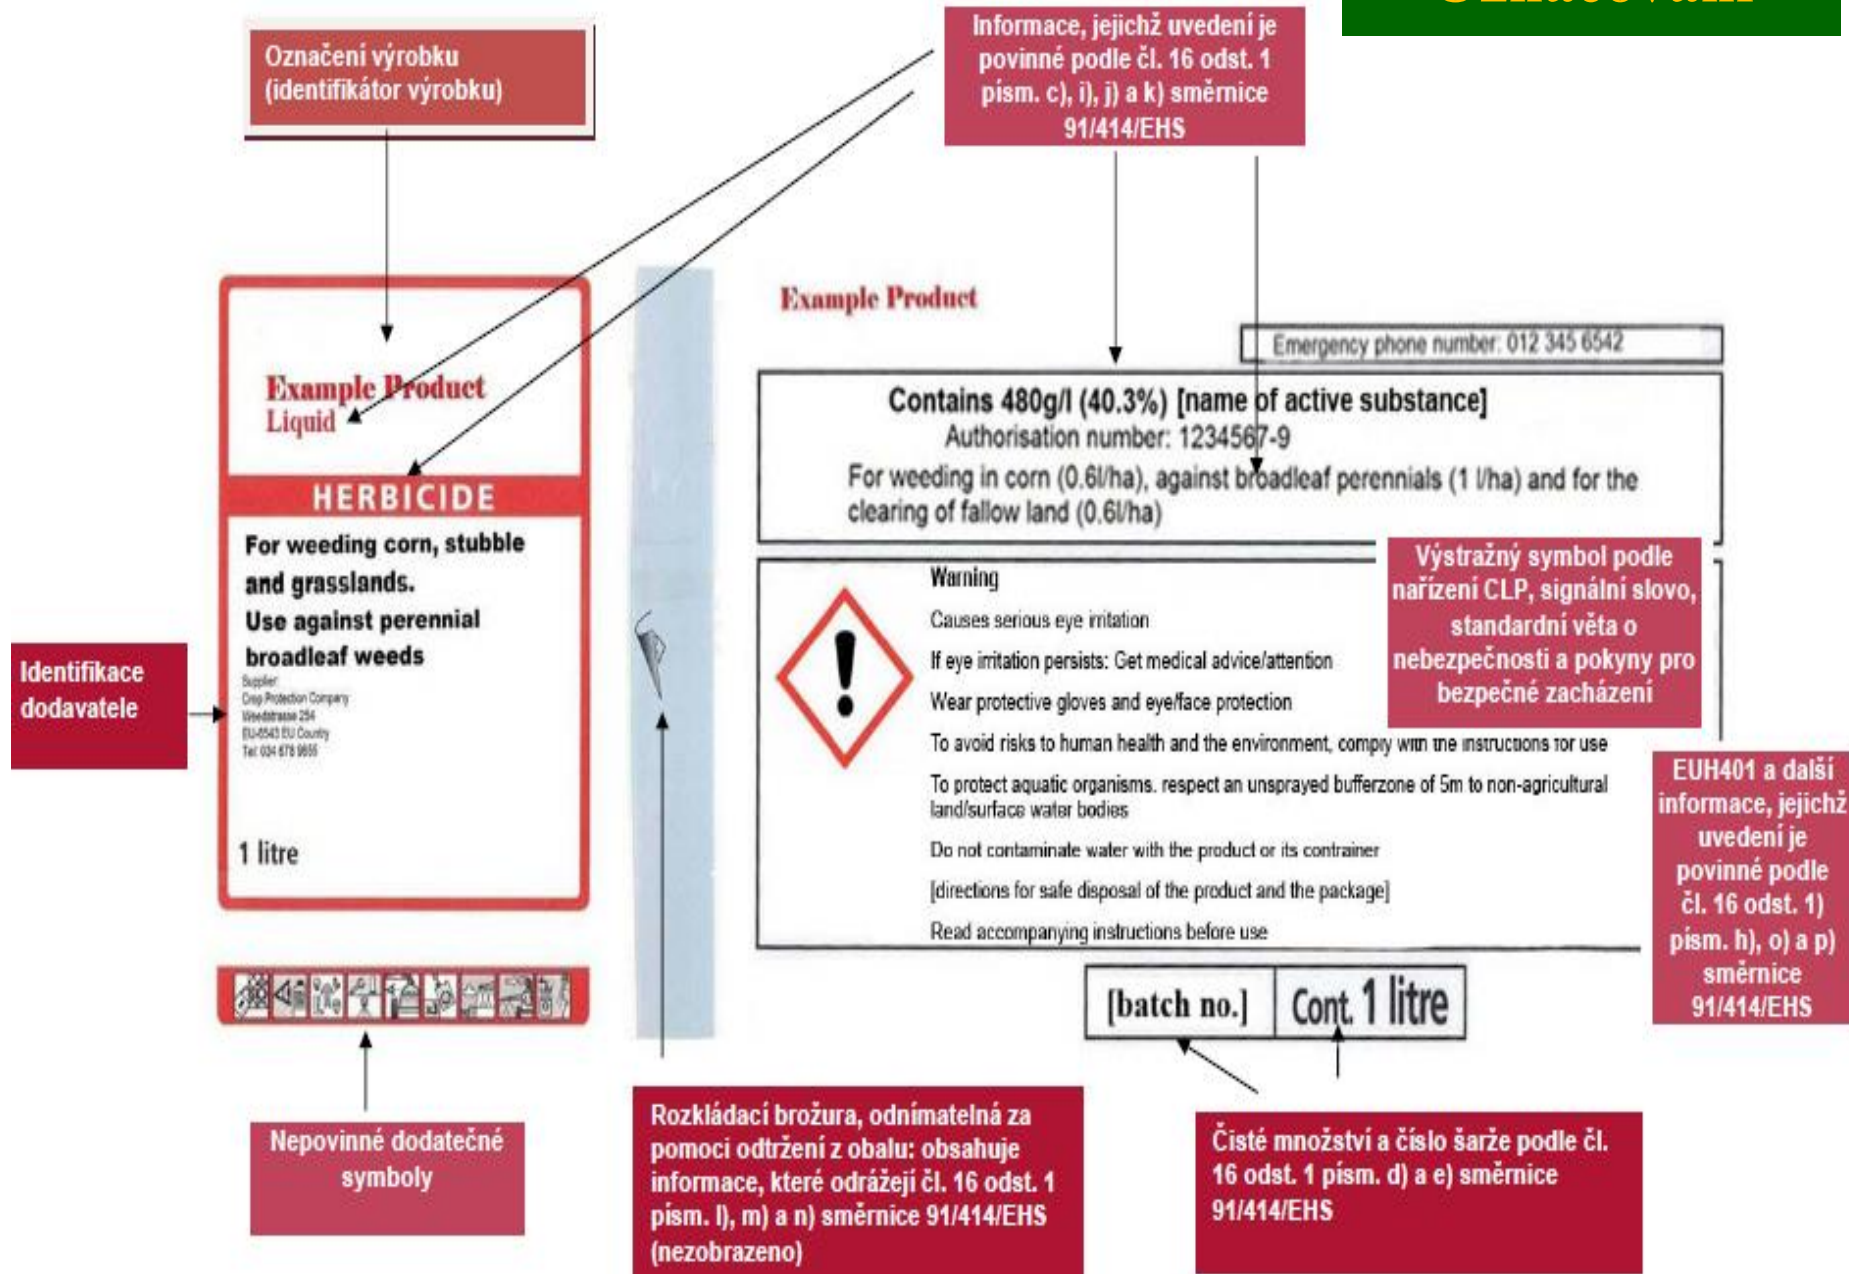 Označení výrobku
(identifikátor výrobku)
Informace, jejichž uvedení je
povinné podle čl. 16 odst. 1
písm. c), i), j) a k) směrnice
91/414/EHS
Example Product
Liquid
HERBICIDE
For weeding corn, stubble
and grasslands.
Use against perennial
broadleaf weeds
Supplier:
Crop Protection Company
Weedstrasse 254
EU-6543 EU Country
Tel: 034 678 9855
1 litre
Identifikace
dodavatele
Nepovinné dodatečné
symboly
Example Product
Emergency phone number: 012 345 6542
Contains 480g/l (40.3%) [name of active substance]
Authorisation number: 1234567-9
For weeding in corn (0.6l/ha), against broadleaf perennials (1 l/ha) and for the
clearing of fallow land (0.6l/ha)
Warning
Causes serious eye irritation
If eye irritation persists: Get medical advice/attention
Wear protective gloves and eye/face protection
To avoid risks to human health and the environment, comply with the instructions for use
To protect aquatic organisms. respect an unsprayed bufferzone of 5m to non-agricultural
land/surface water bodies
Do not contaminate water with the product or its contrainer
[directions for safe disposal of the product and the package]
Read accompanying instructions before use
Výstražný symbol podle
nařízení CLP, signální slovo,
standardní věta o
nebezpečnosti a pokyny pro
bezpečné zacházení
EUH401 a další
informace, jejichž
uvedení je
povinné podle
čl. 16 odst. 1)
písm. h), o) a p)
směrnice
91/414/EHS
[batch no.]
Cont. 1 litre
Rozkládací brožura, odnímatelná za
pomoci odtržení z obalu: obsahuje
informace, které odrážejí čl. 16 odst. 1
písm. l), m) a n) směrnice 91/414/EHS
(nezobrazeno)
Čisté množství a číslo šarže podle čl.
16 odst. 1 písm. d) a e) směrnice
91/414/EHS